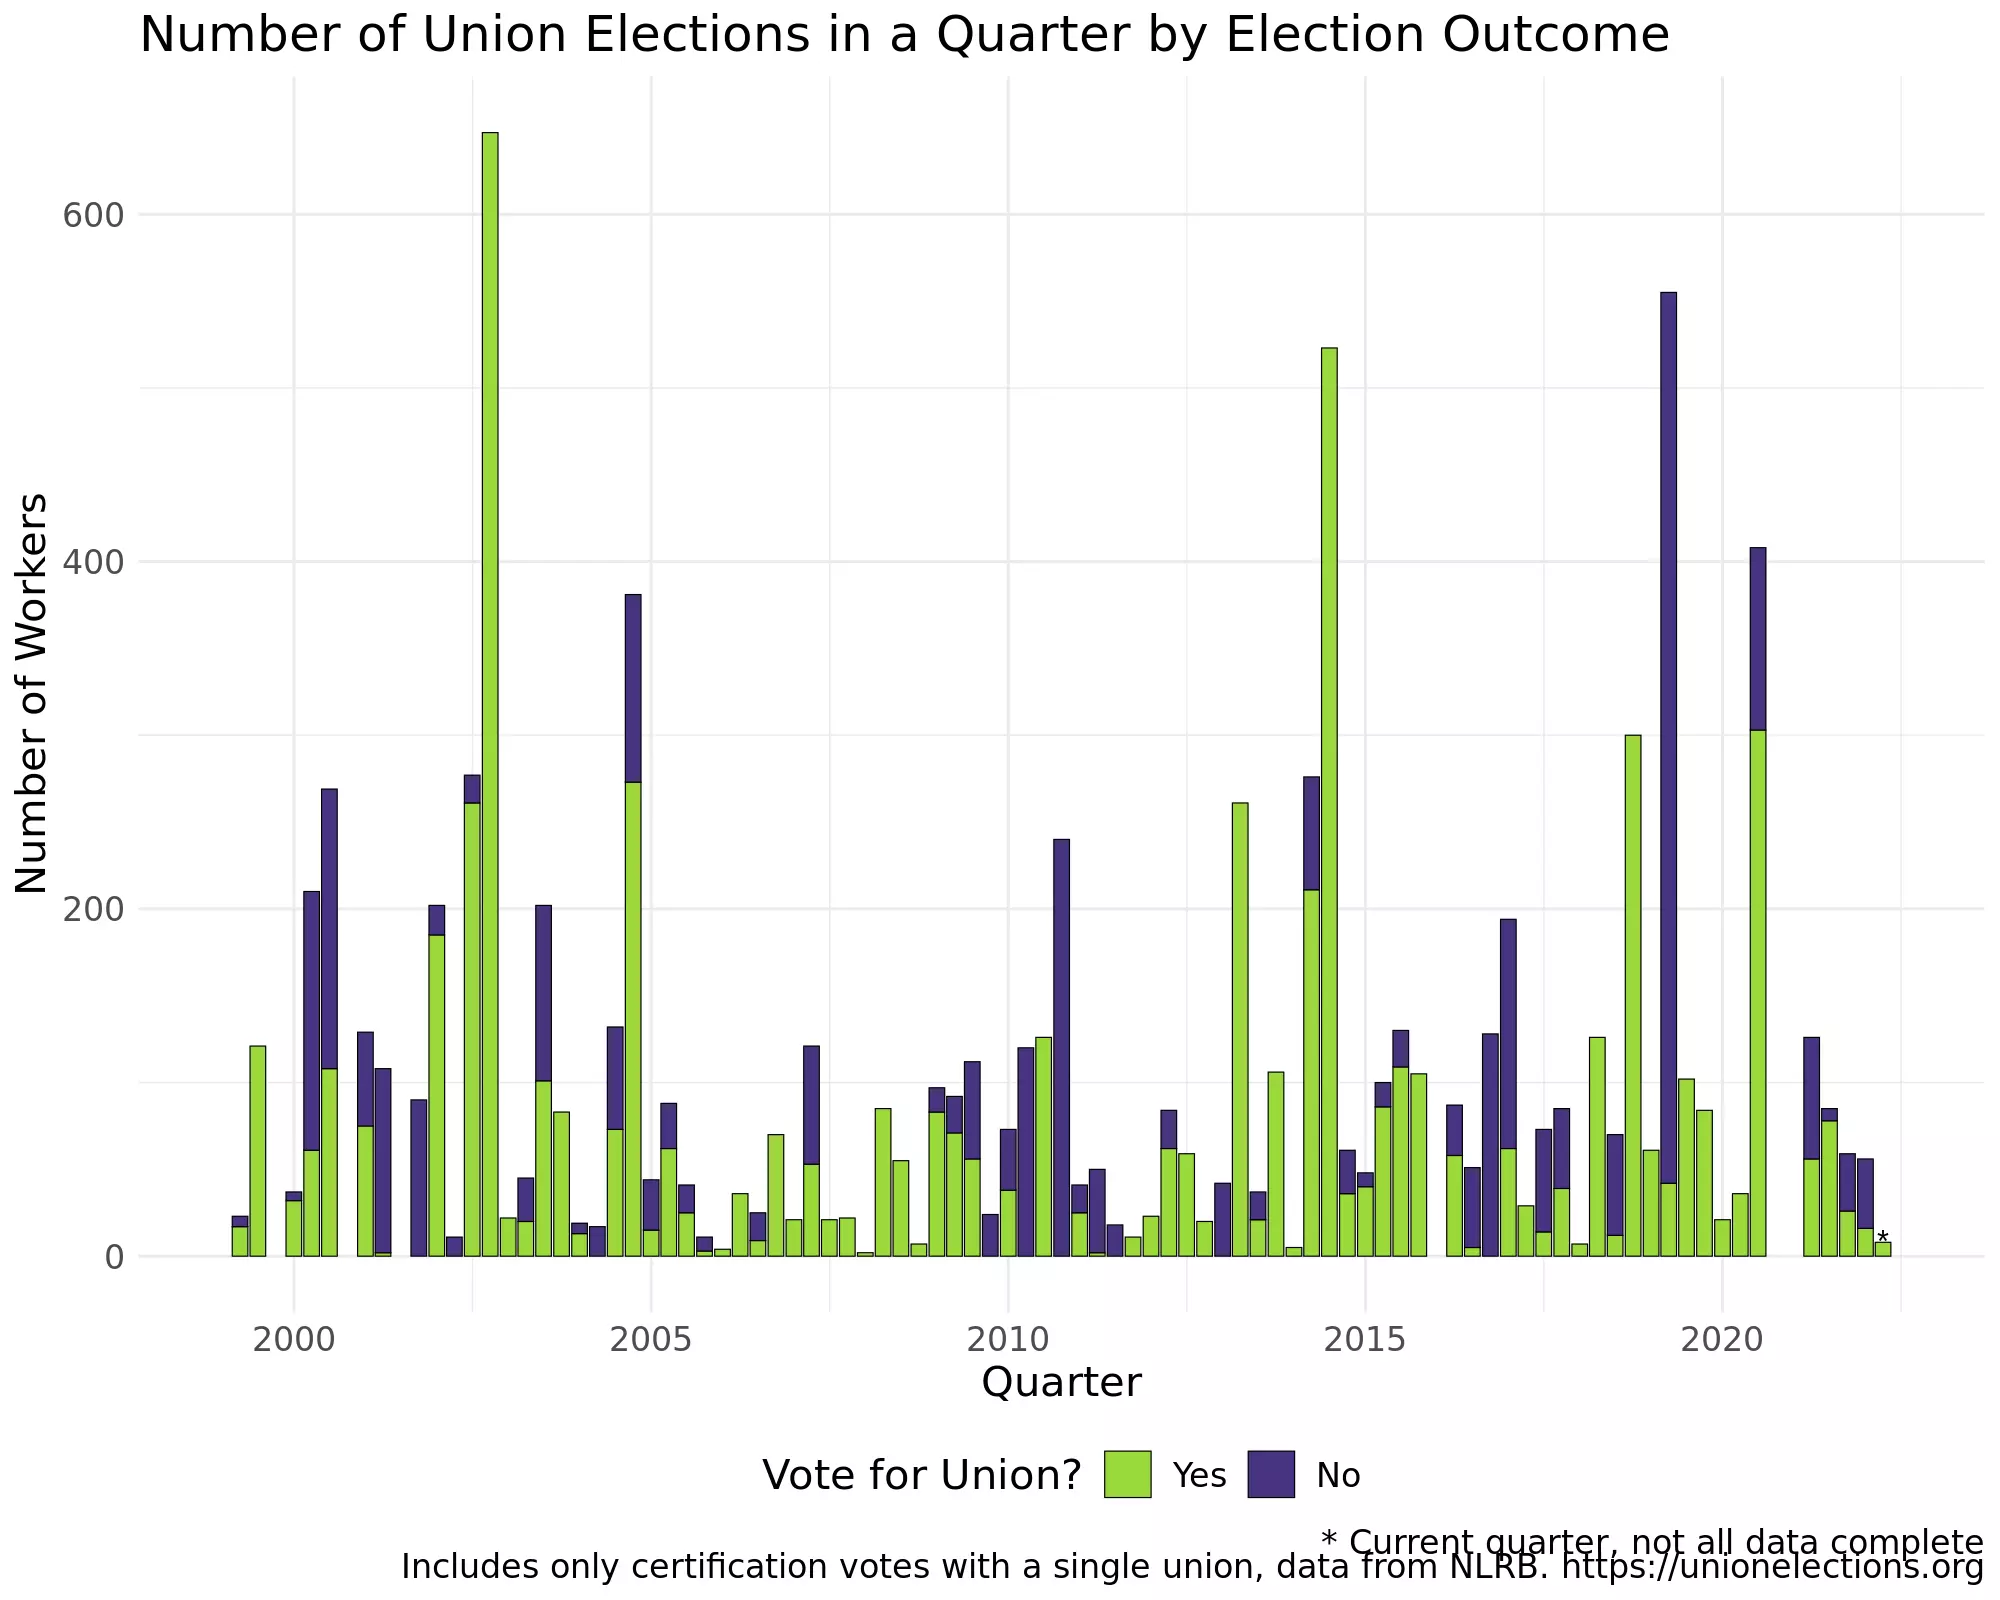 Number of Union Elections in a Quarter by Election Outcome
600
400
200
0
Number of Workers
*
2000 2005 2010 2015 2020
Quarter
Vote for Union? Yes No
* Current quarter, not all data complete
Includes only certification votes with a single union, data from NLRB. https://unionelections.org